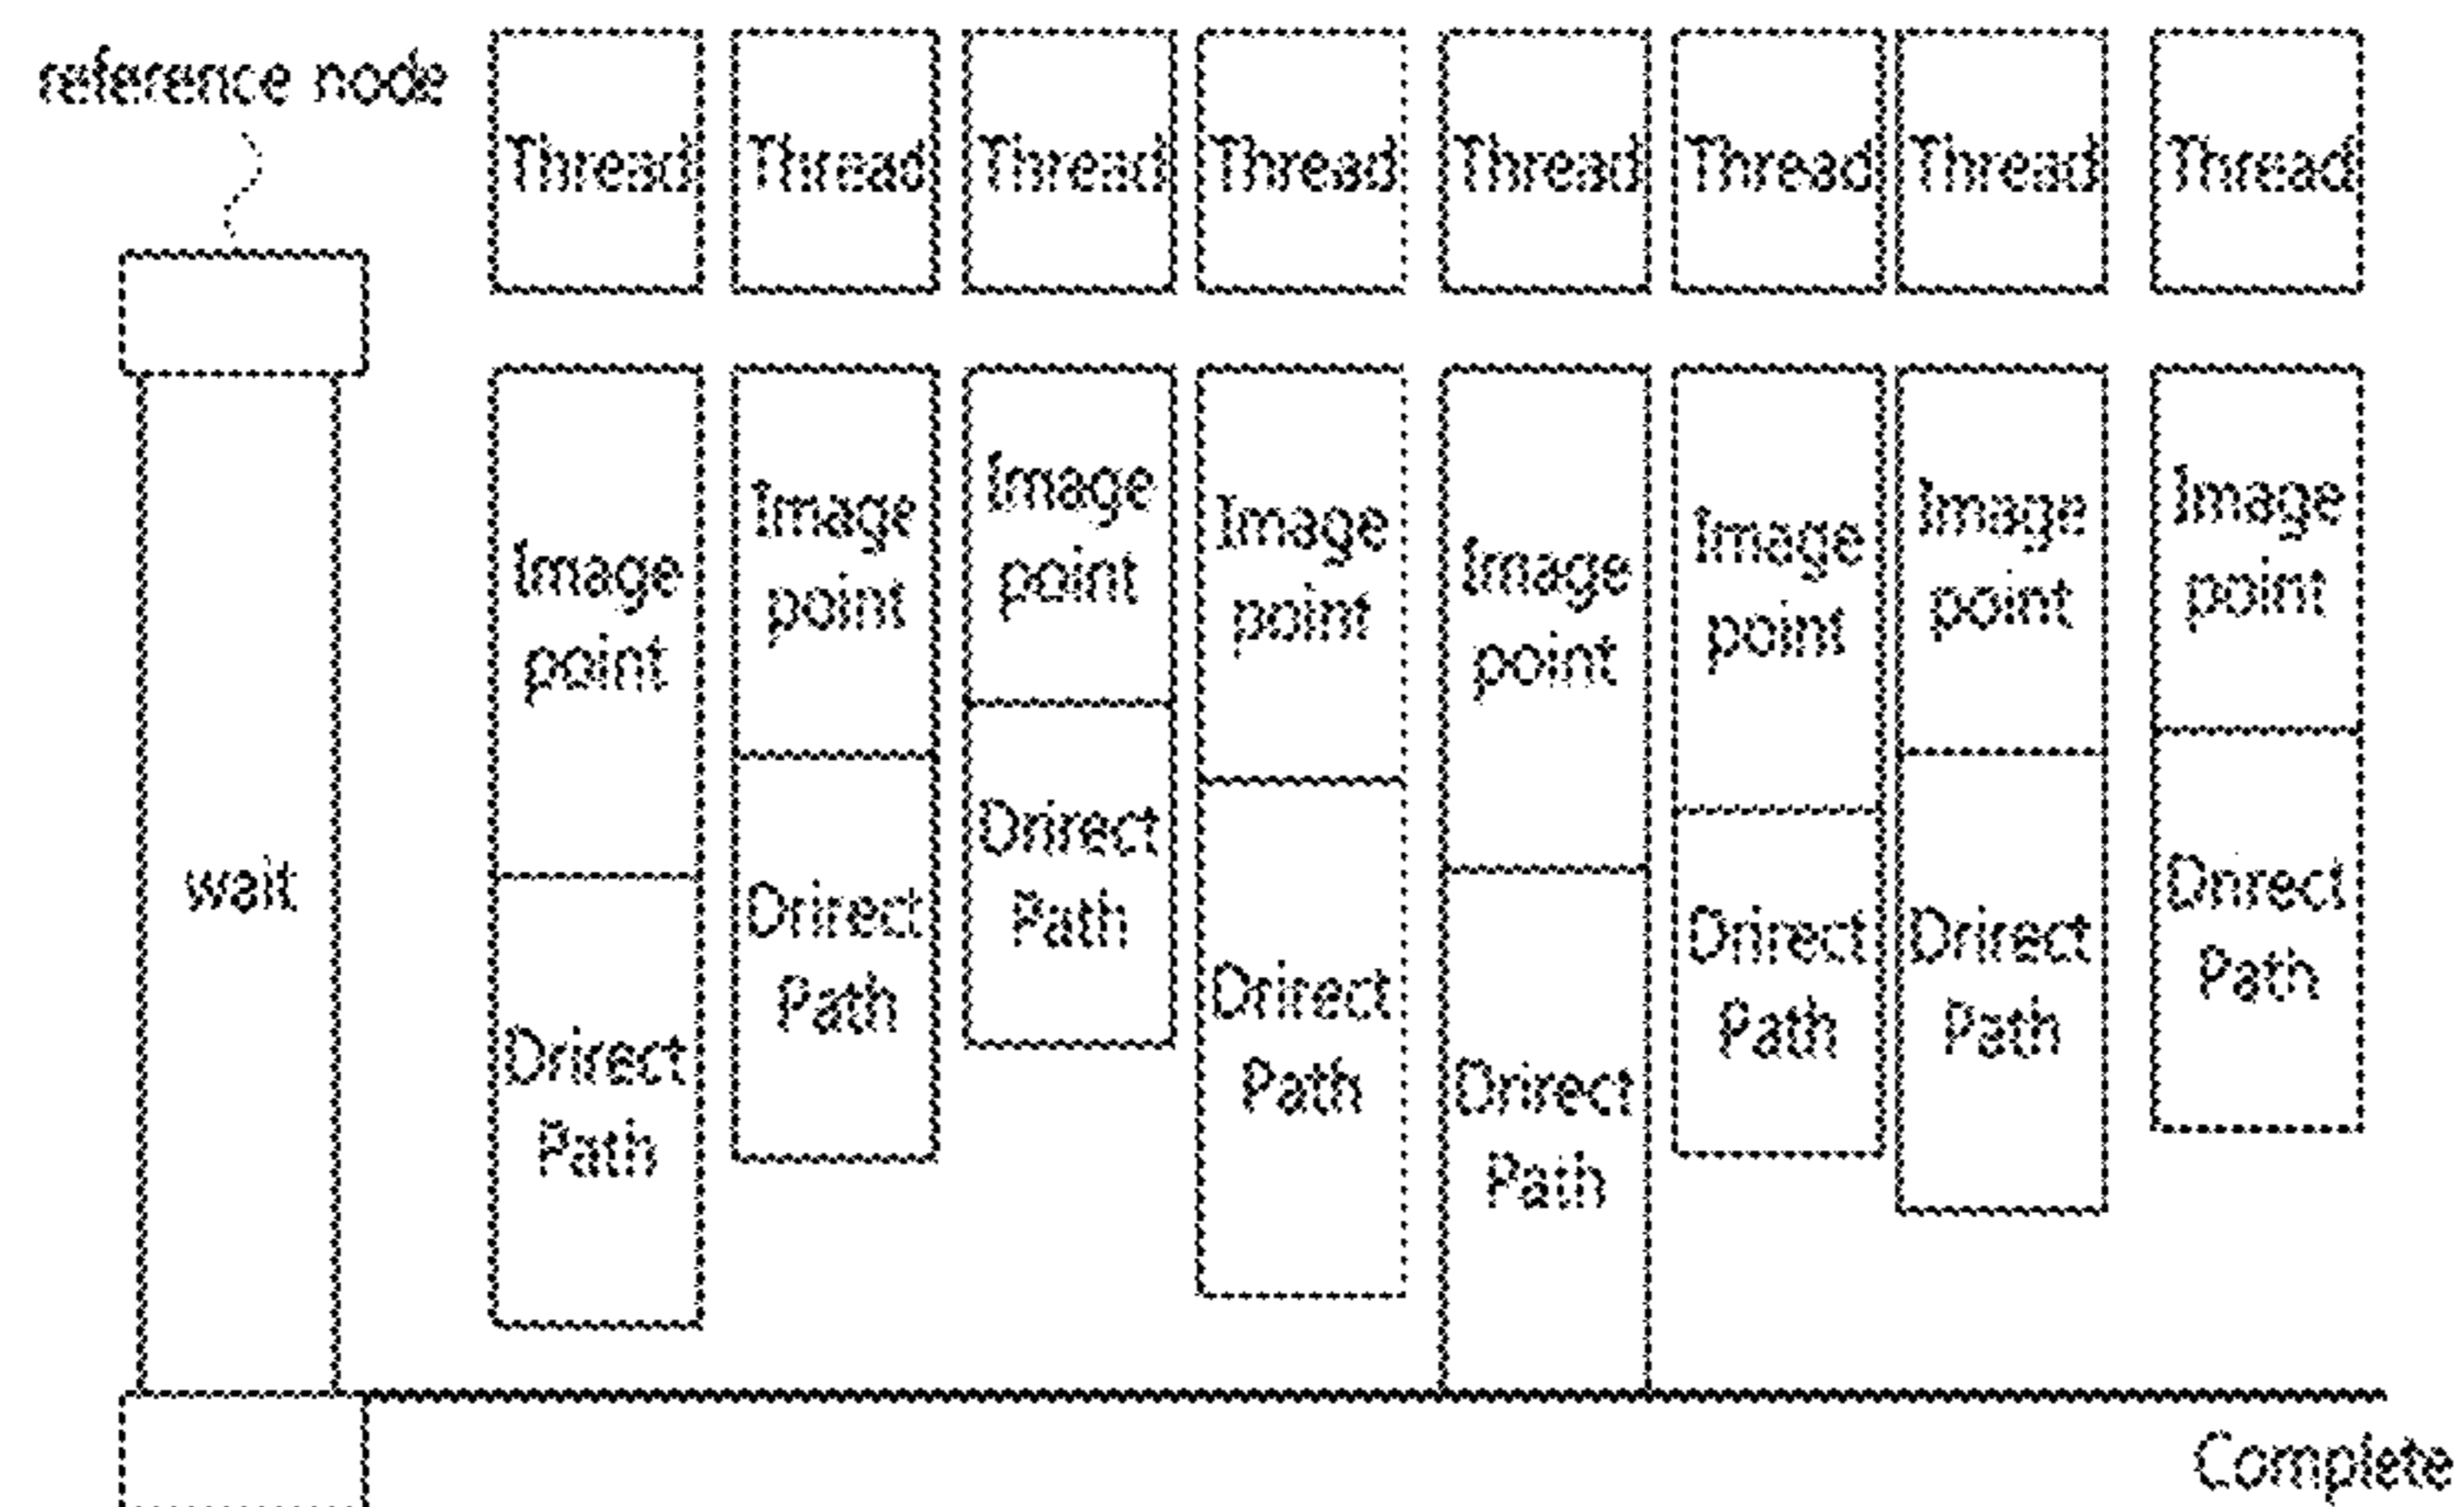 reference node
Thread Thread Thread Thread Thread Thread Thread Thread
wait
Image
point
Drirect
Path
Image
point
Drirect
Path
Image
point
Drirect
Path
Image
point
Drirect
Path
Image
point
Drirect
Path
Image
point
Drirect
Path
Image
point
Drirect
Path
Image
point
Drirect
Path
Complete